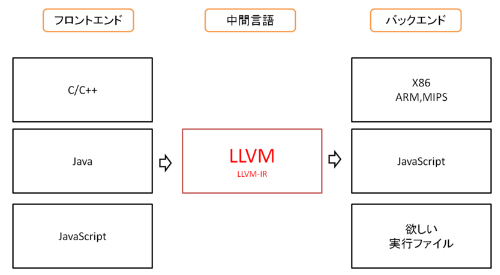 フロントエンド
中間言語
バックエンド
C/C++
X86
ARM,MIPS
Java
LLVM
LLVM-IR
JavaScript
JavaScript
欲しい
実行ファイル